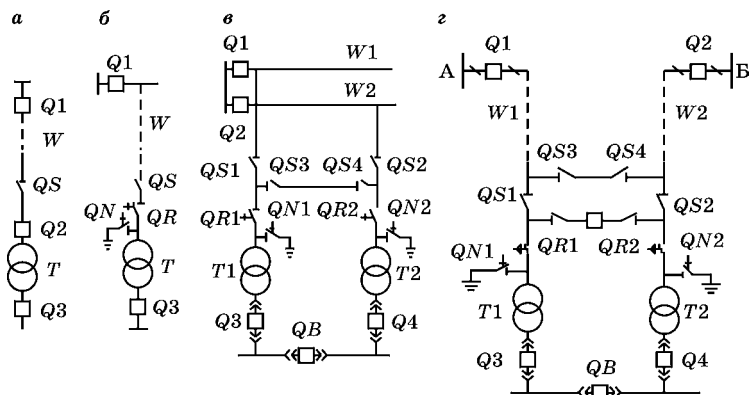 а
Q1
W
QS
Q2
T
Q3
б
Q1
W
QS
QN
QR
T
Q3
в
Q1
W1
W2
Q2
QS1
QS3
QS4
QS2
QR1
QN1
QR2
QN2
T1
T2
Q3
QB
Q4
г
Q1
Q2
А
Б
W1
W2
QS3
QS4
QS1
QS2
QN1
QR1
QR2
QN2
T1
T2
Q3
QB
Q4